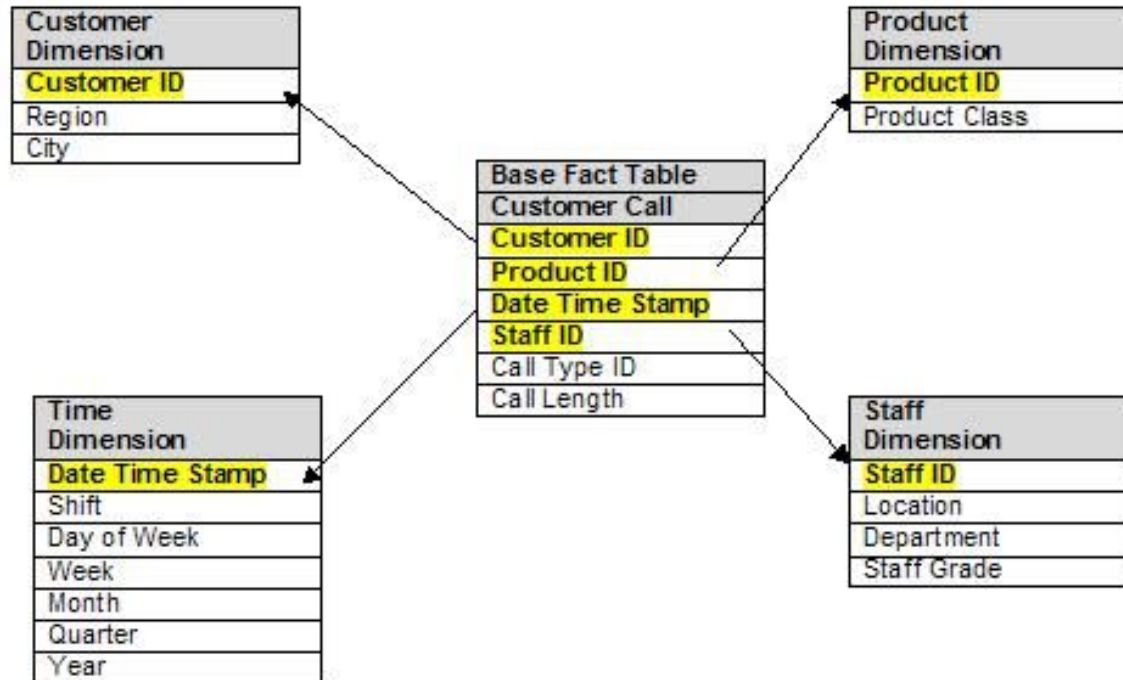 Customer
Dimension
Customer ID
Region
City
Product
Dimension
Product ID
Product Class
Base Fact Table
Customer Call
Customer ID
Product ID
Date Time Stamp
Staff ID
Call Type ID
Call Length
Time
Dimension
Date Time Stamp
Shift
Day of Week
Week
Month
Quarter
Year
Staff
Dimension
Staff ID
Location
Department
Staff Grade